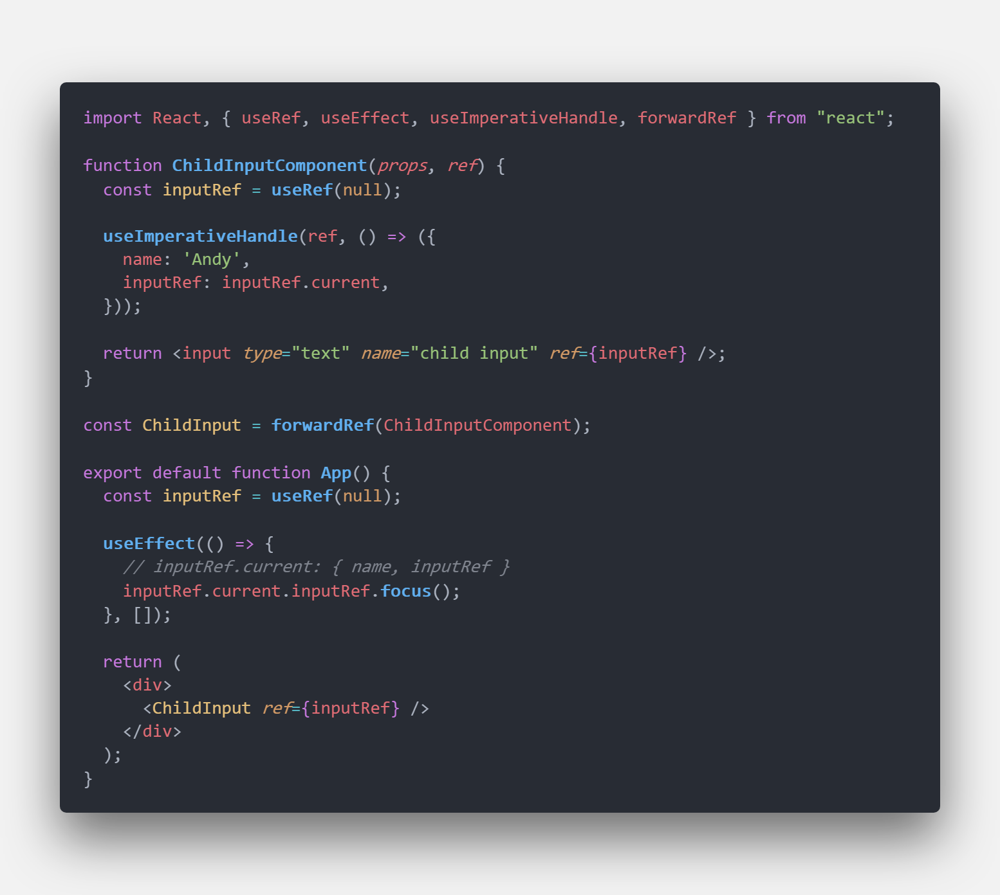 import React, { useRef, useEffect, useImperativeHandle, forwardRef } from "react";

function ChildInputComponent(props, ref) {
  const inputRef = useRef(null);

  useImperativeHandle(ref, () => ({
    name: 'Andy',
    inputRef: inputRef.current,
  }));

  return <input type="text" name="child input" ref={inputRef} />;
}

const ChildInput = forwardRef(ChildInputComponent);

export default function App() {
  const inputRef = useRef(null);

  useEffect(() => {
    // inputRef.current: { name, inputRef }
    inputRef.current.inputRef.focus();
  }, []);

  return (
    <div>
      <ChildInput ref={inputRef} />
    </div>
  );
}